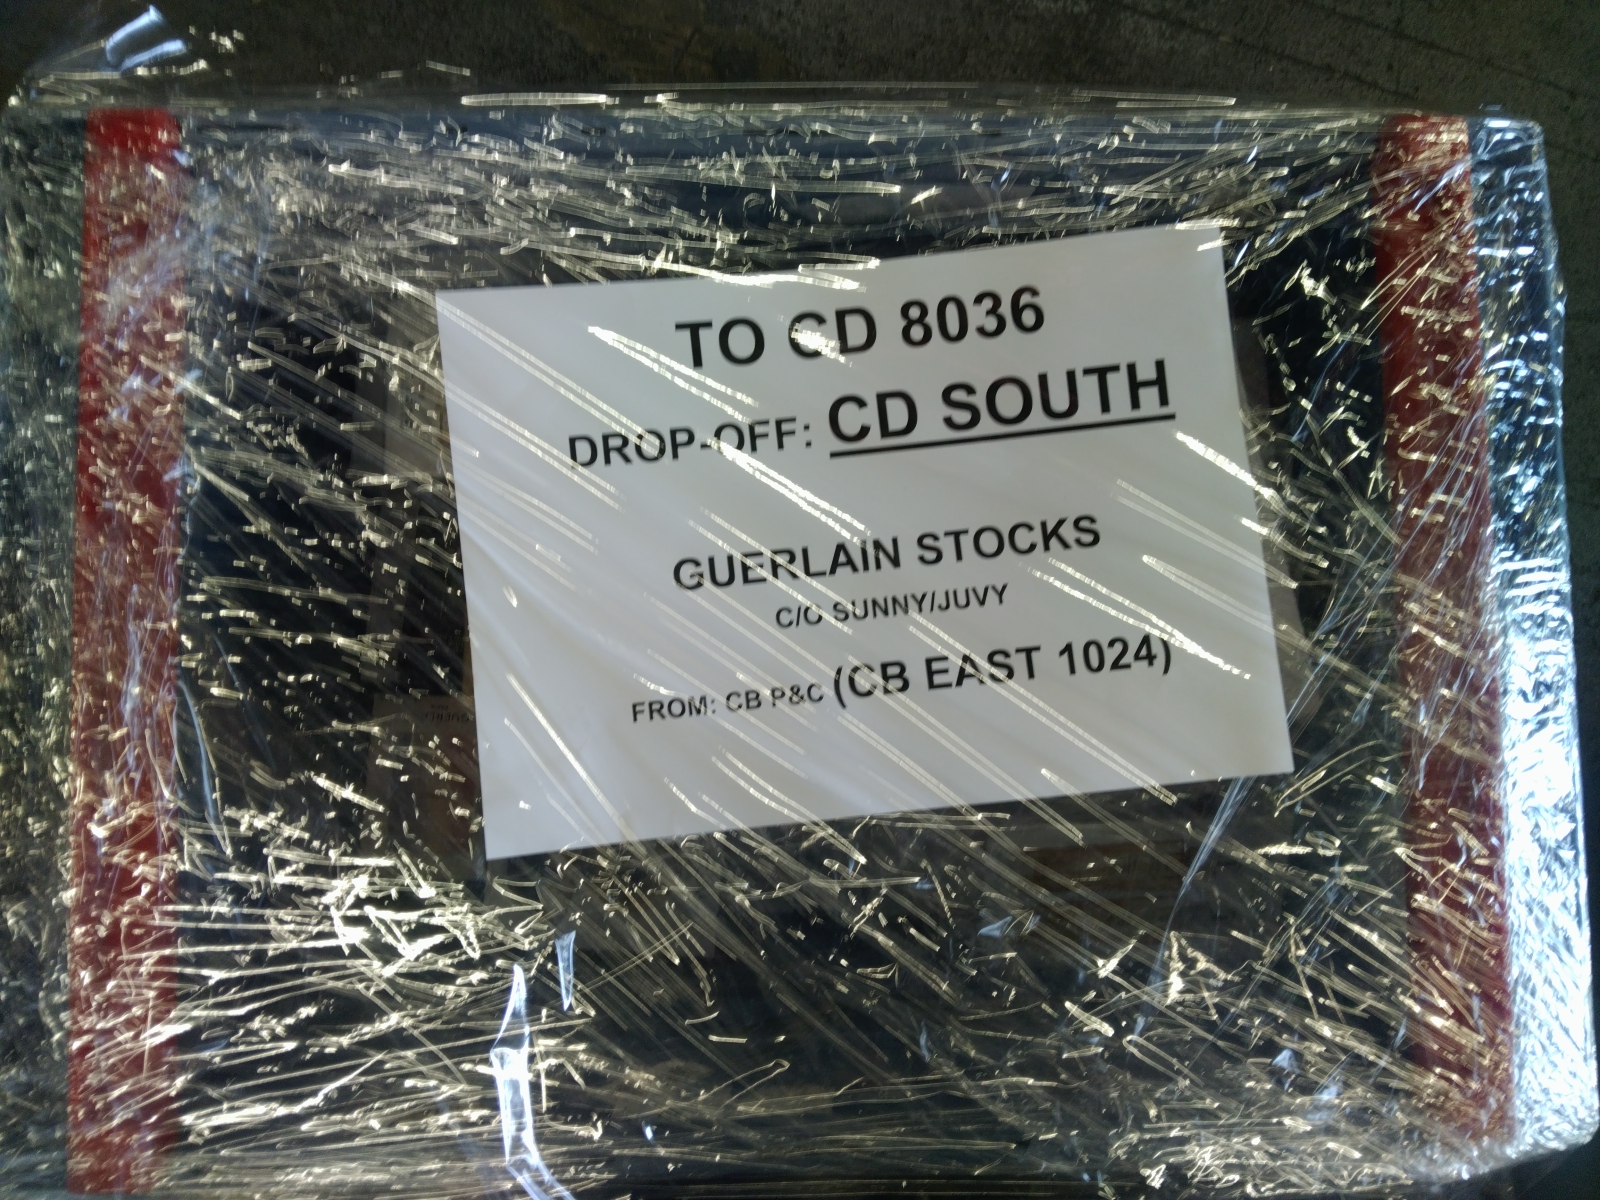 TO CD 8036
DROP-OFF: CD SOUTH
GUERLAIN STOCKS
C/O SUNNY/JUVY
FROM: CB P&C (CB EAST 1024)